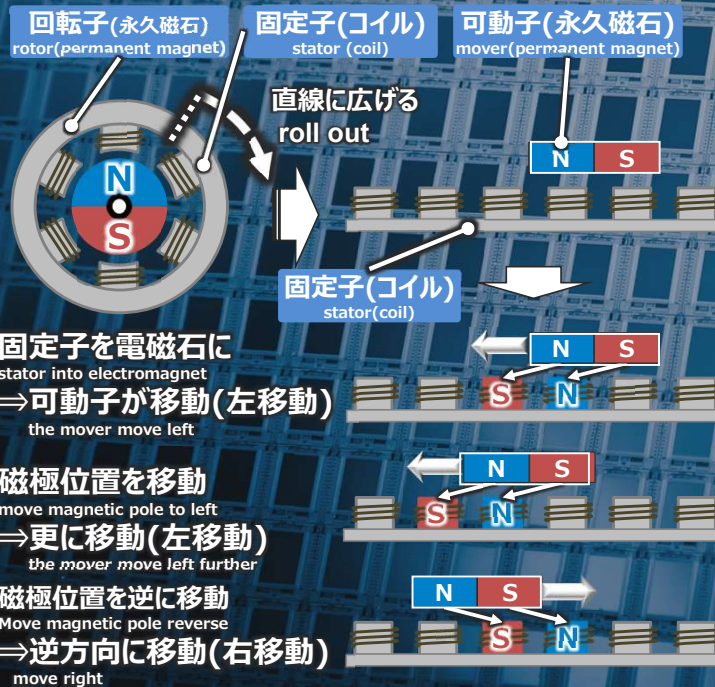 回転子(永久磁石)
rotor(permanent magnet)
固定子(コイル)
stator (coil)
可動子(永久磁石)
mover(permanent magnet)
直線に広げる
roll out
N
S
N S
固定子(コイル)
stator(coil)
固定子を電磁石に
stator into electromagnet
⇒可動子が移動(左移動)
the mover move left
N S
S N
磁極位置を移動
move magnetic pole to left
⇒更に移動(左移動)
the mover move left further
N S
S N
磁極位置を逆に移動
Move magnetic pole reverse
⇒逆方向に移動(右移動)
move right
N S
S N